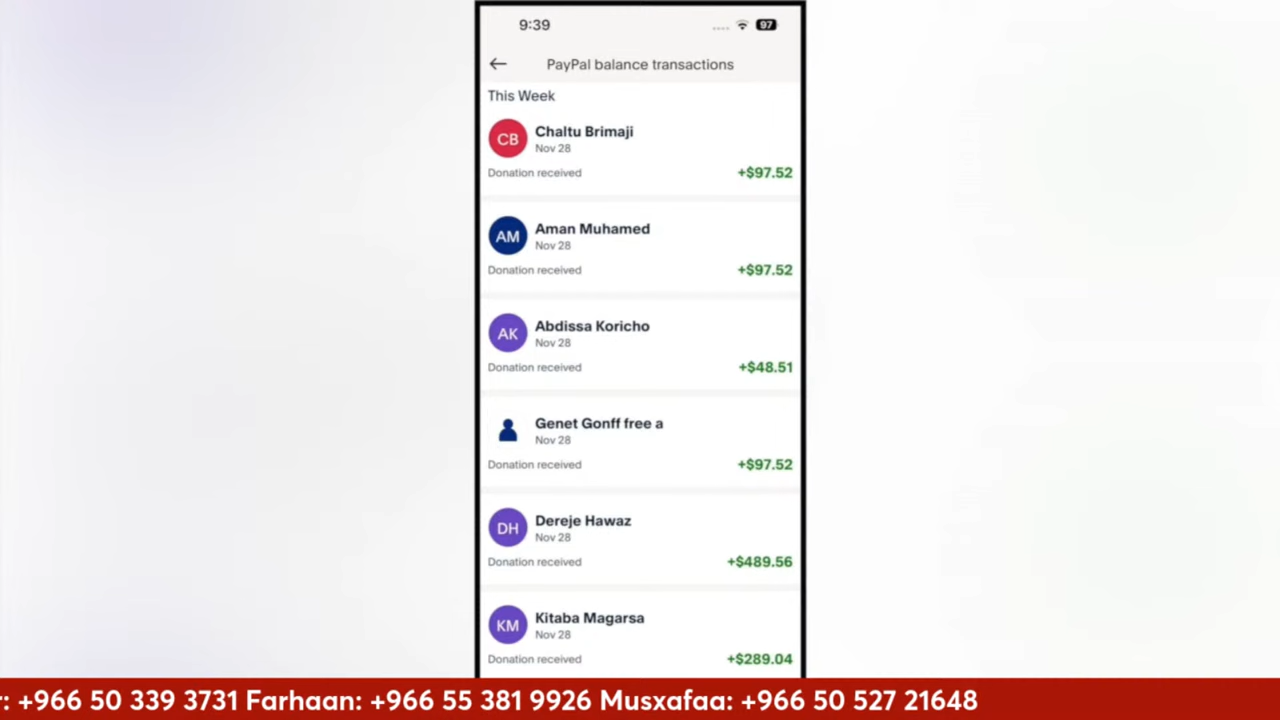 9:39
97
PayPal balance transactions
This Week
CB
Chaltu Brimaji
Nov 28
Donation received
+$97.52
AM
Aman Muhamed
Nov 28
Donation received
+$97.52
AK
Abdissa Koricho
Nov 28
Donation received
+$48.51
Genet Gonff free a
Nov 28
Donation received
+$97.52
DH
Dereje Hawaz
Nov 28
Donation received
+$489.56
KM
Kitaba Magarsa
Nov 28
Donation received
+$289.04
: +966 50 339 3731 Farhaan: +966 55 381 9926 Musxafaa: +966 50 527 21648